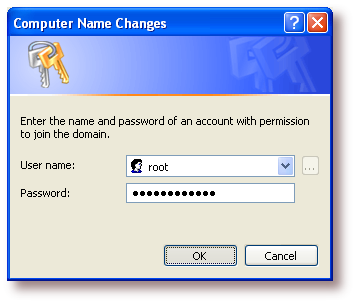 Computer Name Changes
Enter the name and password of an account with permission
to join the domain.
User name:
root
...
Password:
●●●●●●●●●●●●
OK
Cancel